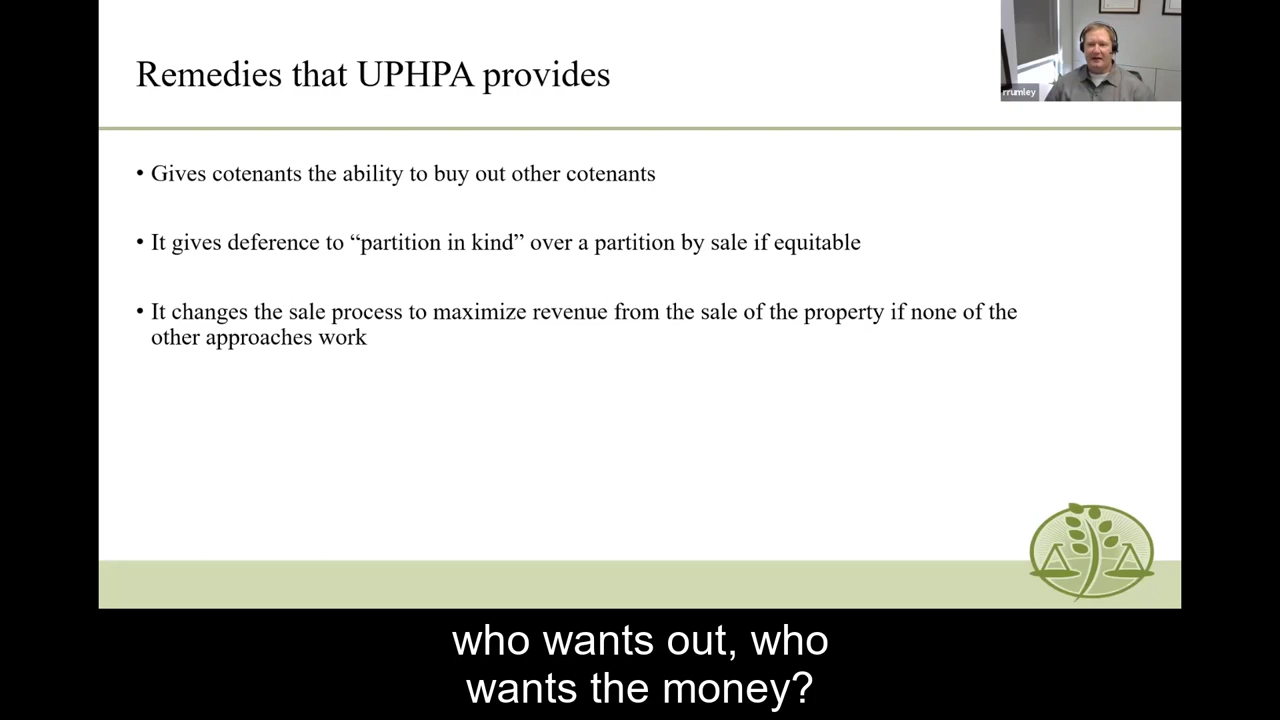 Remedies that UPHPA provides
rrumley
• Gives cotenants the ability to buy out other cotenants
• It gives deference to “partition in kind” over a partition by sale if equitable
• It changes the sale process to maximize revenue from the sale of the property if none of the
other approaches work
who wants out, who
wants the money?